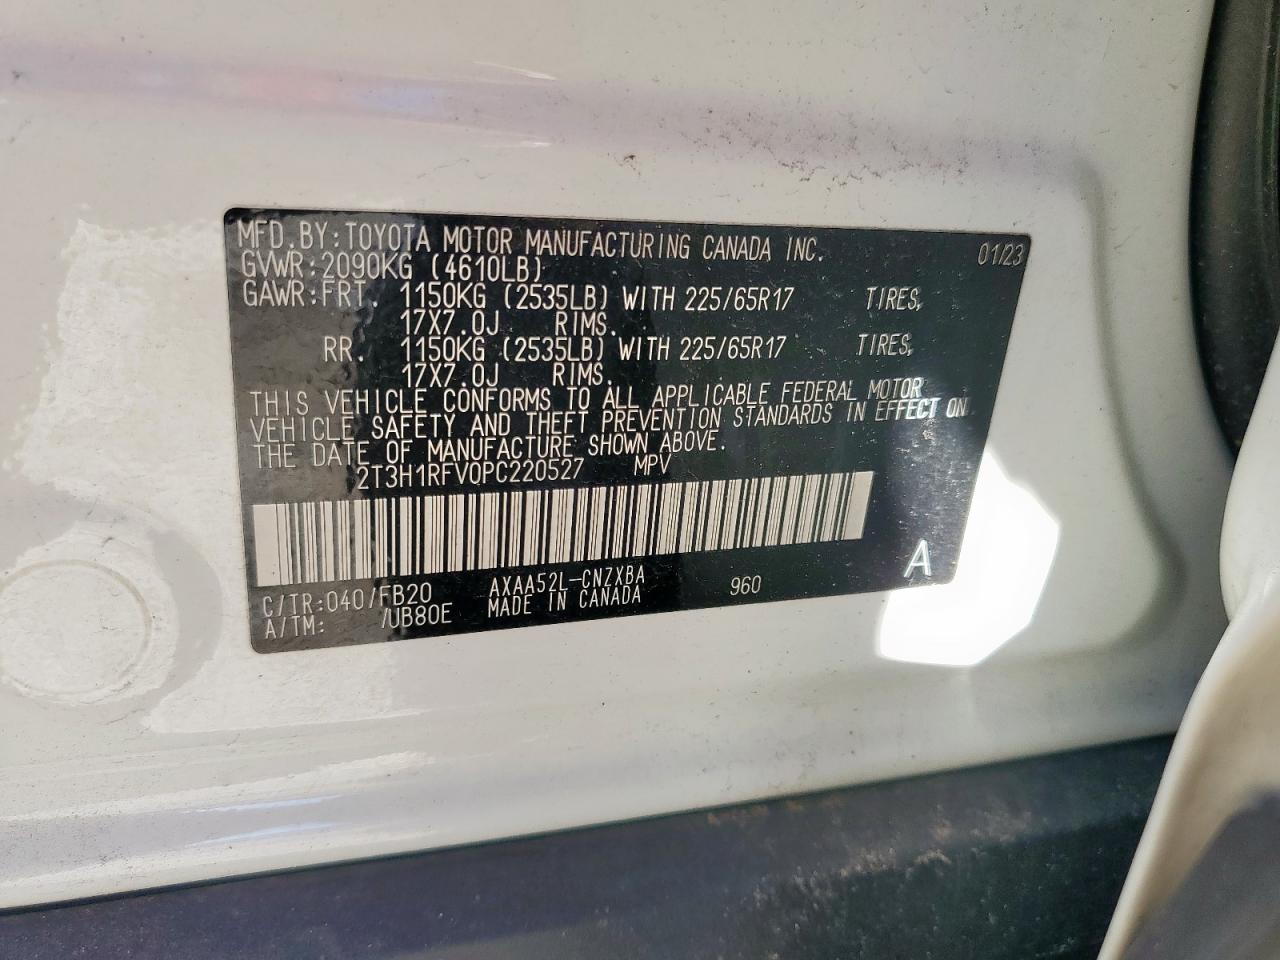 MFD.BY:TOYOTA MOTOR MANUFACTURING CANADA INC. 01/23
GVWR:2090KG (4610LB)
GAWR:FRT. 1150KG (2535LB) WITH 225/65R17 TIRES,
17X7.0J RIMS.
RR. 1150KG (2535LB) WITH 225/65R17 TIRES,
17X7.0J RIMS.
THIS VEHICLE CONFORMS TO ALL APPLICABLE FEDERAL MOTOR
VEHICLE SAFETY AND THEFT PREVENTION STANDARDS IN EFFECT ON
THE DATE OF MANUFACTURE SHOWN ABOVE.
2T3H1RFV0PC220527 MPV
A
C/TR:040/FB20 AXAA52L-CNZXBA 960
A/TM: /UB80E MADE IN CANADA